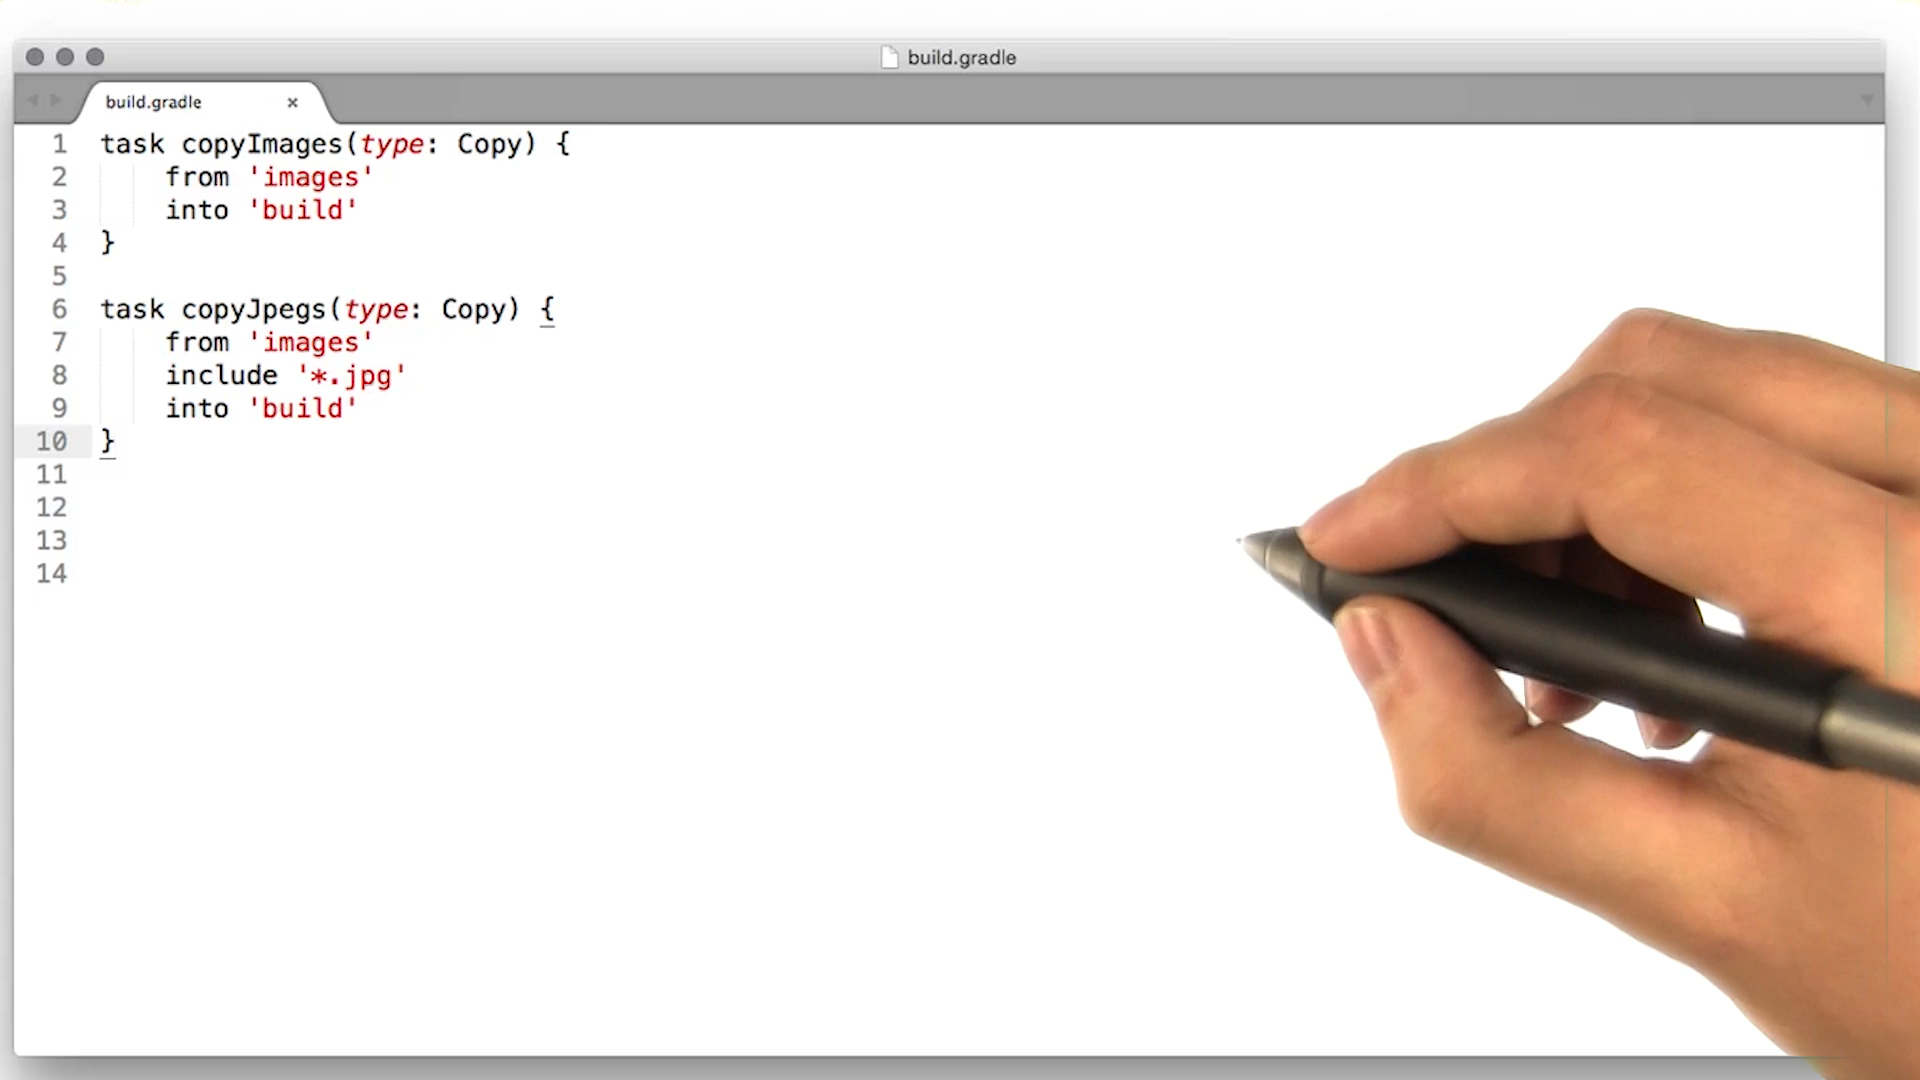 build.gradle
build.gradle ×
1 task copyImages(type: Copy) {
2 from 'images'
3 into 'build'
4 }
5
6 task copyJpegs(type: Copy) {
7 from 'images'
8 include '*.jpg'
9 into 'build'
10 }
11
12
13
14